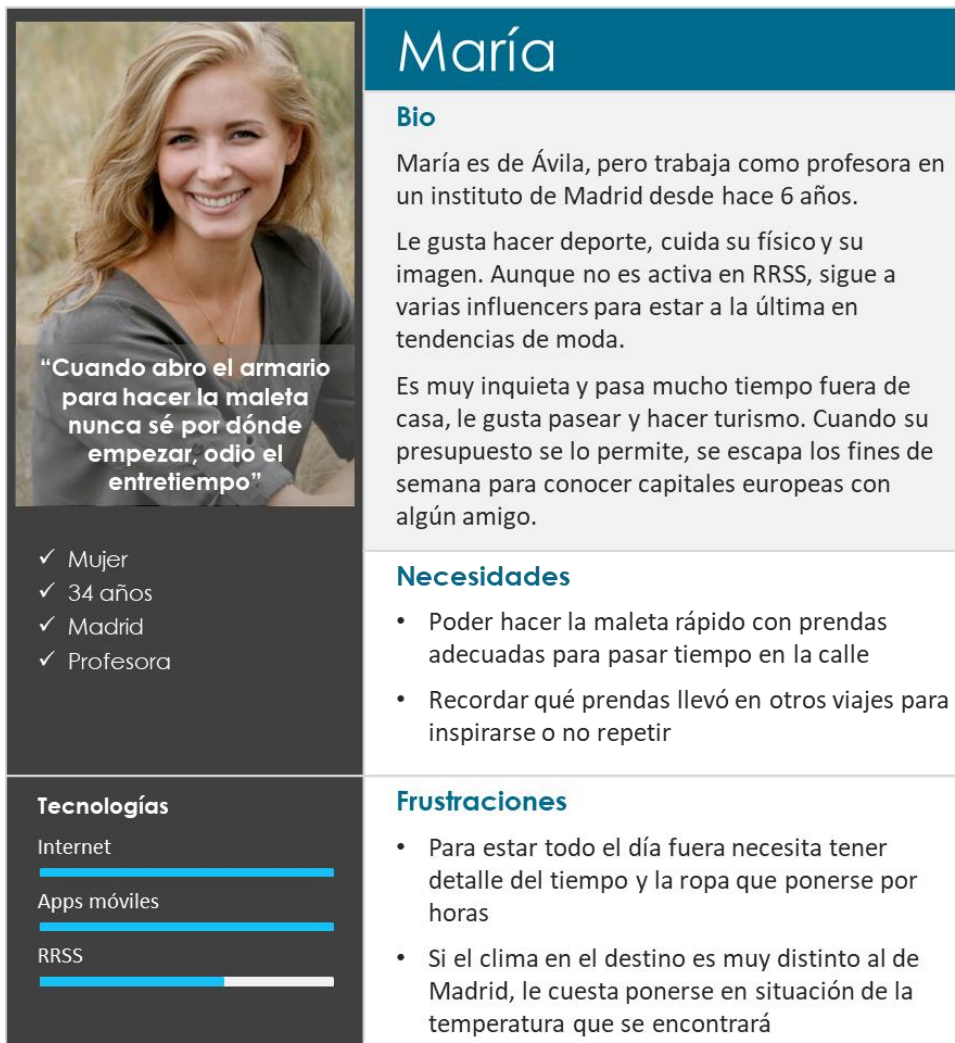 María
Bio
María es de Ávila, pero trabaja como profesora en
un instituto de Madrid desde hace 6 años.
Le gusta hacer deporte, cuida su físico y su
imagen. Aunque no es activa en RRSS, sigue a
varias influencers para estar a la última en
tendencias de moda.
Es muy inquieta y pasa mucho tiempo fuera de
casa, le gusta pasear y hacer turismo. Cuando su
presupuesto se lo permite, se escapa los fines de
semana para conocer capitales europeas con
algún amigo.
“Cuando abro el armario
para hacer la maleta
nunca sé por dónde
empezar, odio el
entretiempo”
✓ Mujer
✓ 34 años
✓ Madrid
✓ Profesora
Necesidades
• Poder hacer la maleta rápido con prendas
adecuadas para pasar tiempo en la calle
• Recordar qué prendas llevó en otros viajes para
inspirarse o no repetir
Tecnologías
Internet
Apps móviles
RRSS
Frustraciones
• Para estar todo el día fuera necesita tener
detalle del tiempo y la ropa que ponerse por
horas
• Si el clima en el destino es muy distinto al de
Madrid, le cuesta ponerse en situación de la
temperatura que se encontrará